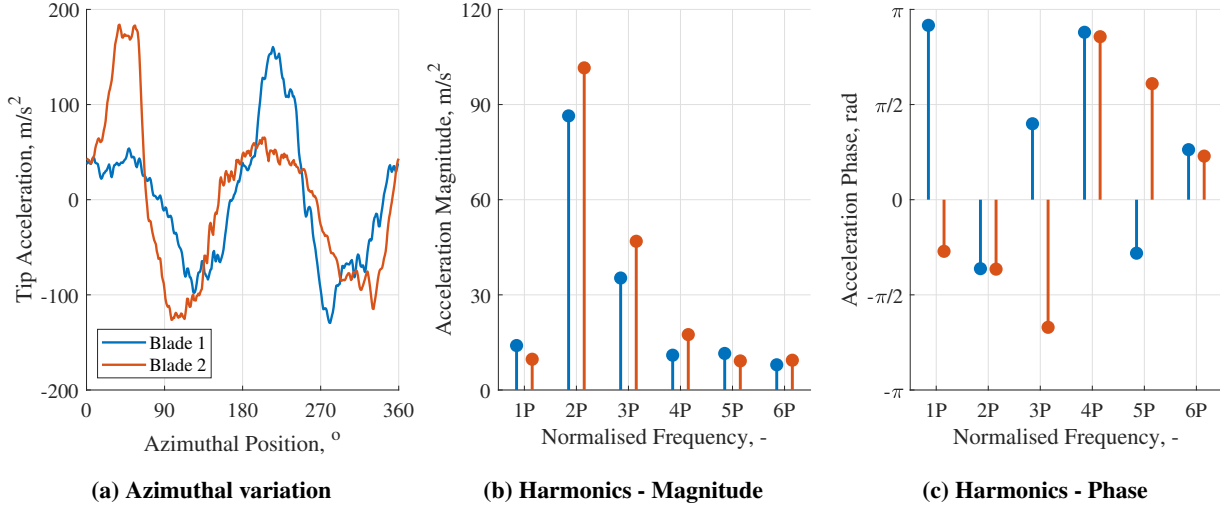 200
100
0
-100
-200
0
90
180
270
360
Tip Acceleration, m/s²
Azimuthal Position, º
Blade 1
Blade 2
(a) Azimuthal variation
120
90
60
30
0
1P
2P
3P
4P
5P
6P
Acceleration Magnitude, m/s²
Normalised Frequency, -
(b) Harmonics - Magnitude
π
π/2
0
-π/2
-π
1P
2P
3P
4P
5P
6P
Acceleration Phase, rad
Normalised Frequency, -
(c) Harmonics - Phase